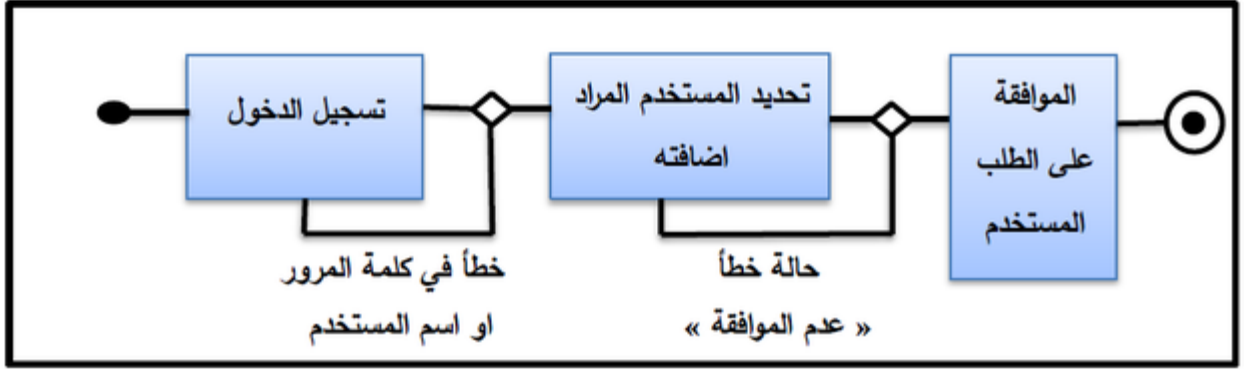 تسجيل الدخول
خطأ في كلمة المرور
او اسم المستخدم
تحديد المستخدم المراد
اضافته
حالة خطأ
« عدم الموافقة »
الموافقة
على الطلب
المستخدم